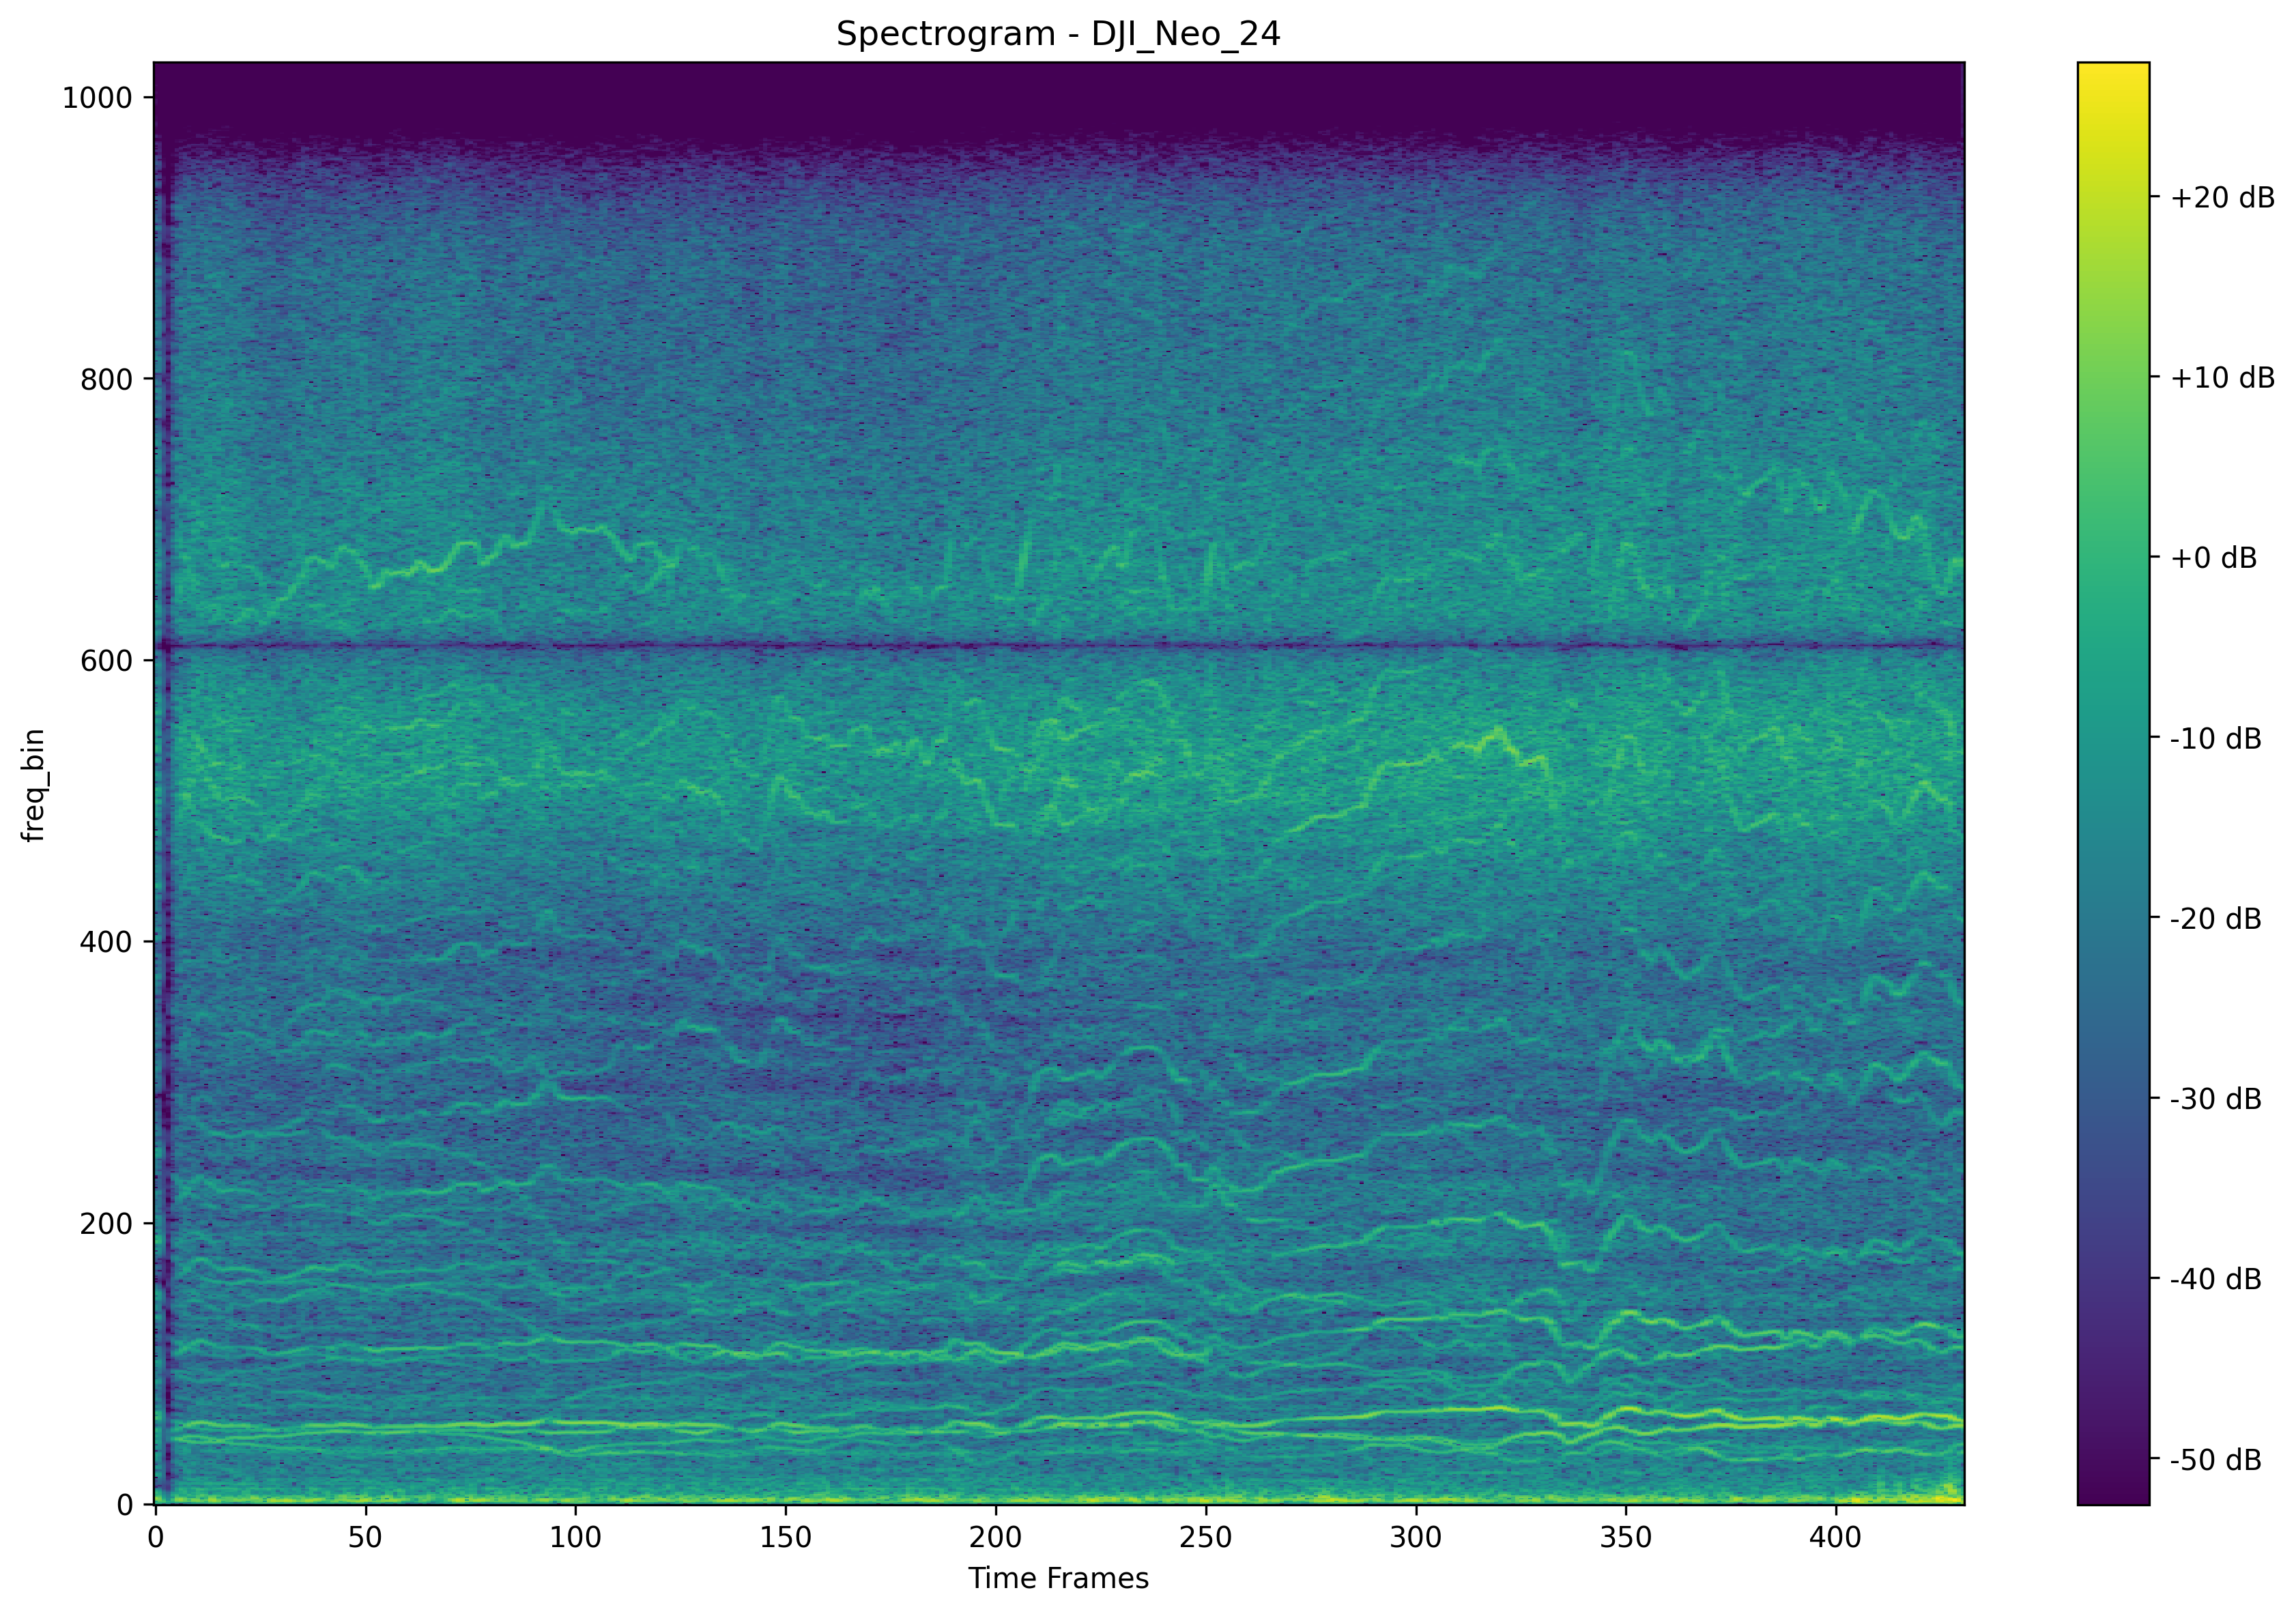 Spectrogram - DJI_Neo_24
1000
800
600
400
200
0
freq_bin
0 50 100 150 200 250 300 350 400
Time Frames
+20 dB
+10 dB
+0 dB
-10 dB
-20 dB
-30 dB
-40 dB
-50 dB